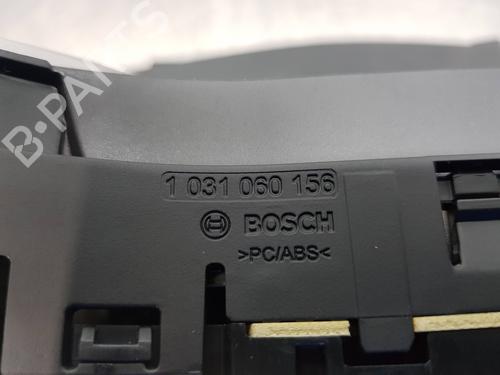 B-PARTS
1 031 060 156
BOSCH
>PC/ABS<